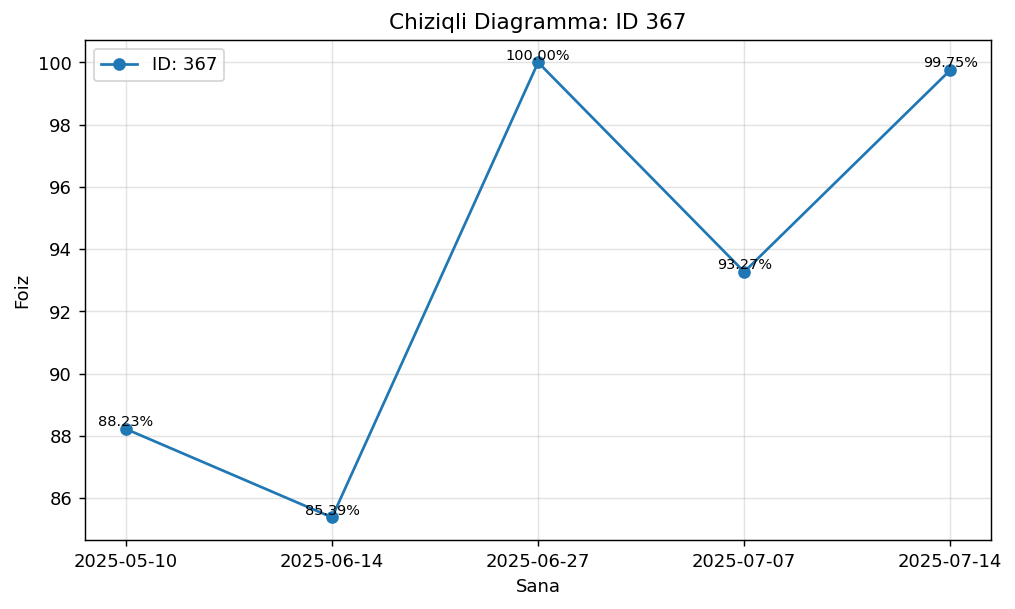 Chiziqli Diagramma: ID 367
ID: 367
100.00%
99.75%
93.27%
88.23%
85.39%
100
98
96
94
92
90
88
86
Foiz
2025-05-10 2025-06-14 2025-06-27 2025-07-07 2025-07-14
Sana